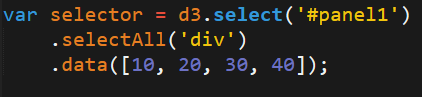 var selector = d3.select('#panel1')
    .selectAll('div')
    .data([10, 20, 30, 40]);